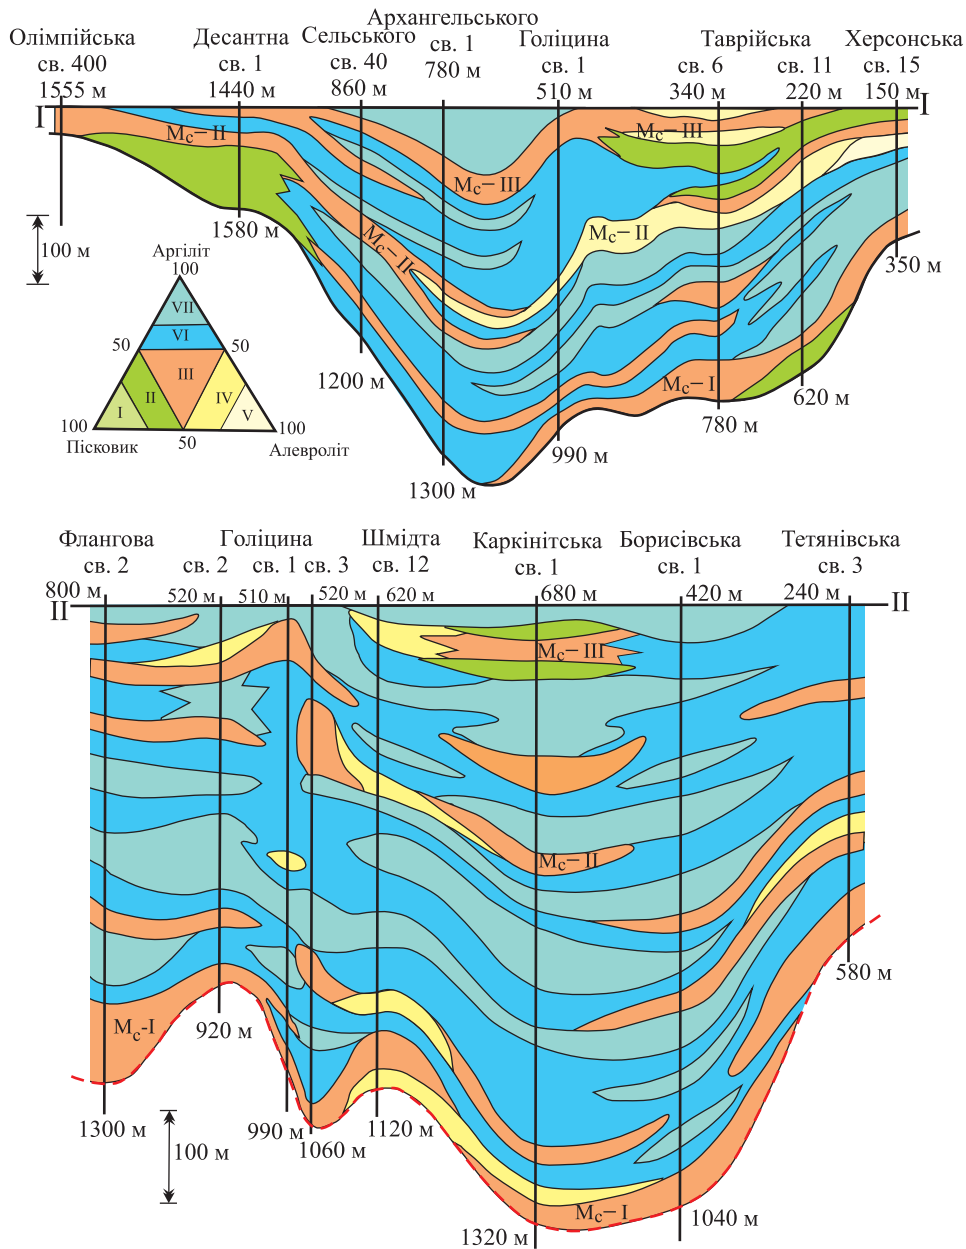 Архангельського
Олімпійська Десантна Сельського св. 1 Голіцина Таврійська Херсонська
св. 400 св. 1 св. 40 780 м св. 1 св. 6 св. 11 св. 15
1555 м 1440 м 860 м 510 м 340 м 220 м 150 м
I I
Mc–II Mc–III
Mc–III
Mc–II Mc–II
1580 м
100 м
350 м
Аргіліт
100
VII
VI
50 50
III
II IV
I V
100 100
Пісковик 50 Алевроліт
1200 м
Mc–I
620 м
780 м
990 м
1300 м
Флангова Голіцина Шмідта Каркінітська Борисівська Тетянівська
св. 2 св. 2 св. 1 св. 3 св. 12 св. 1 св. 1 св. 3
800 м 520 м 510 м 520 м 620 м 680 м 420 м 240 м
II II
Mc–III
Mc–II
580 м
Mc-I
920 м
1300 м 990 м 1120 м
1060 м
100 м
Mc–I
1040 м
1320 м